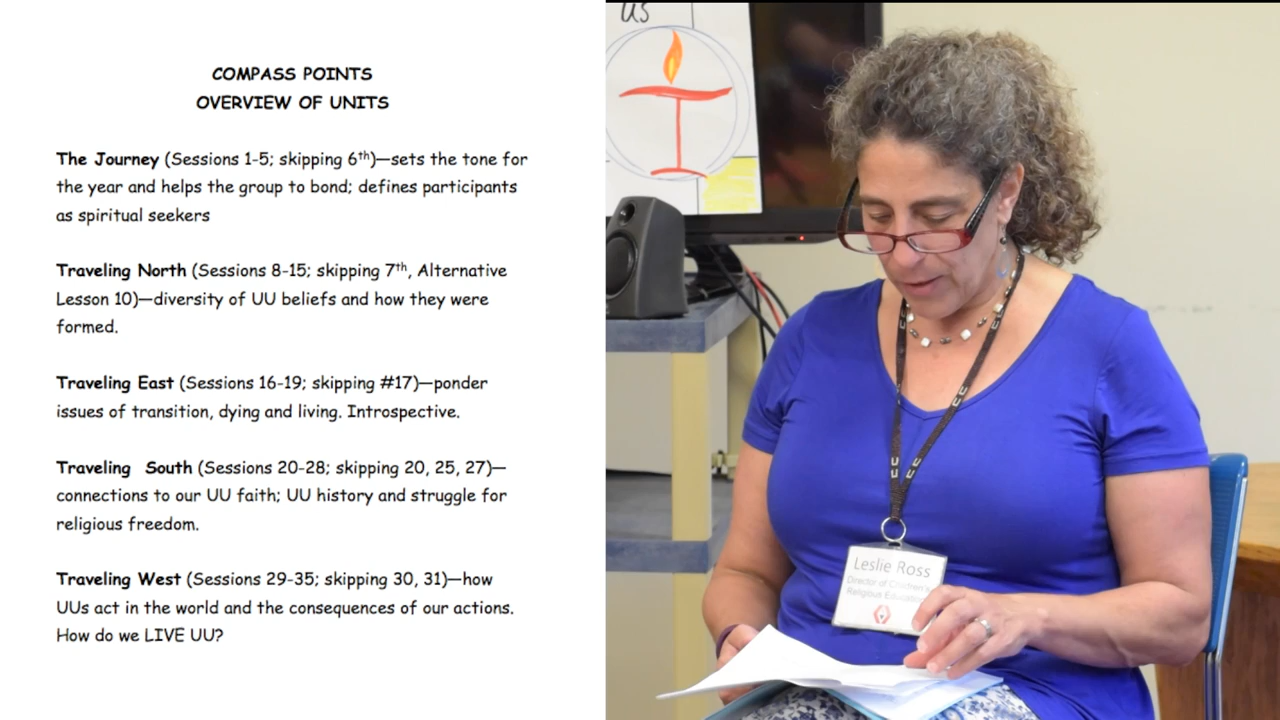 COMPASS POINTS
OVERVIEW OF UNITS
The Journey (Sessions 1-5; skipping 6th)—sets the tone for
the year and helps the group to bond; defines participants
as spiritual seekers
Traveling North (Sessions 8-15; skipping 7th, Alternative
Lesson 10)—diversity of UU beliefs and how they were
formed.
Traveling East (Sessions 16-19; skipping #17)—ponder
issues of transition, dying and living. Introspective.
Traveling South (Sessions 20-28; skipping 20, 25, 27)—
connections to our UU faith; UU history and struggle for
religious freedom.
Traveling West (Sessions 29-35; skipping 30, 31)—how
UUs act in the world and the consequences of our actions.
How do we LIVE UU?
us
Leslie Ross
Director of Children's
Religious Education